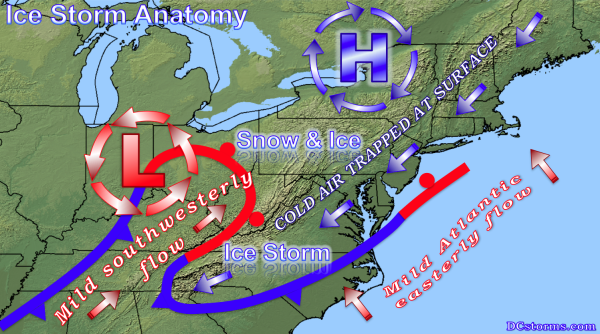 Ice Storm Anatomy
H
L
Snow & Ice
COLD AIR TRAPPED AT SURFACE
Mild southwesterly
flow
Ice Storm
Mild Atlantic
easterly flow
DCstorms.com